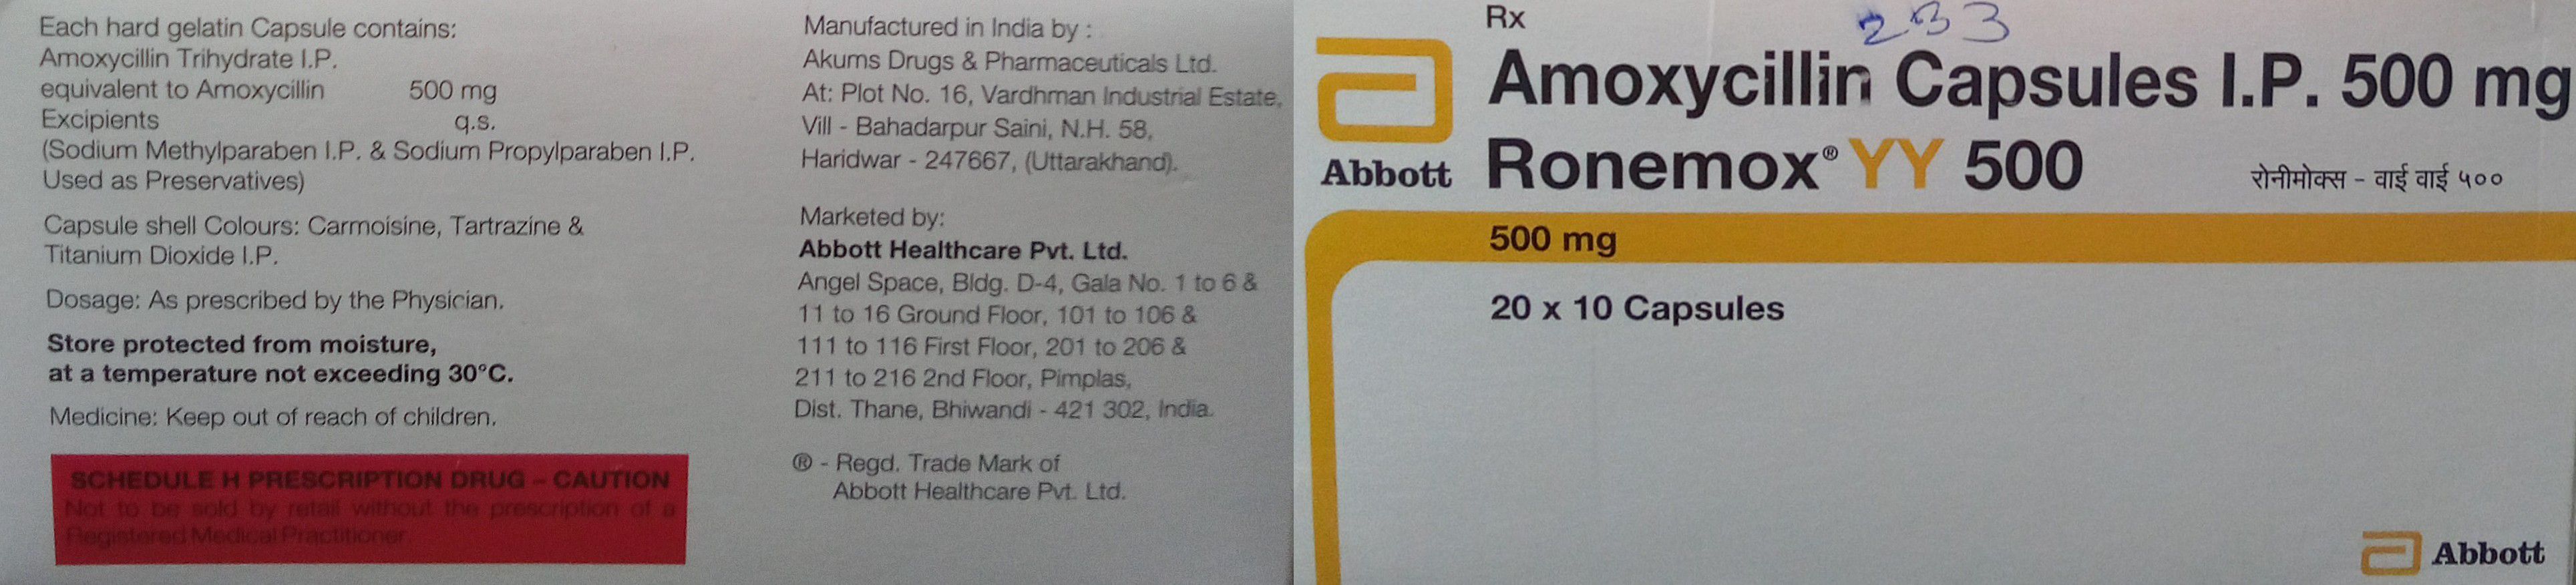 Each hard gelatin Capsule contains:
Amoxycillin Trihydrate I.P.
equivalent to Amoxycillin 500 mg
Excipients q.s.
(Sodium Methylparaben I.P. & Sodium Propylparaben I.P.
Used as Preservatives)
Capsule shell Colours: Carmoisine, Tartrazine &
Titanium Dioxide I.P.
Dosage: As prescribed by the Physician.
Store protected from moisture,
at a temperature not exceeding 30°C.
Medicine: Keep out of reach of children.
SCHEDULE H PRESCRIPTION DRUG – CAUTION
Not to be sold by retail without the prescription of a
Registered Medical Practitioner.
Manufactured in India by :
Akums Drugs & Pharmaceuticals Ltd.
At: Plot No. 16, Vardhman Industrial Estate,
Vill - Bahadarpur Saini, N.H. 58,
Haridwar - 247667, (Uttarakhand).
Marketed by:
Abbott Healthcare Pvt. Ltd.
Angel Space, Bldg. D-4, Gala No. 1 to 6 &
11 to 16 Ground Floor, 101 to 106 &
111 to 116 First Floor, 201 to 206 &
211 to 216 2nd Floor, Pimplas,
Dist. Thane, Bhiwandi - 421 302, India.
® - Regd. Trade Mark of
Abbott Healthcare Pvt. Ltd.
Rx
233
Amoxycillin Capsules I.P. 500 mg
Abbott
Ronemox® YY 500
रोनीमोक्स - वाई वाई ५००
500 mg
20 x 10 Capsules
Abbott